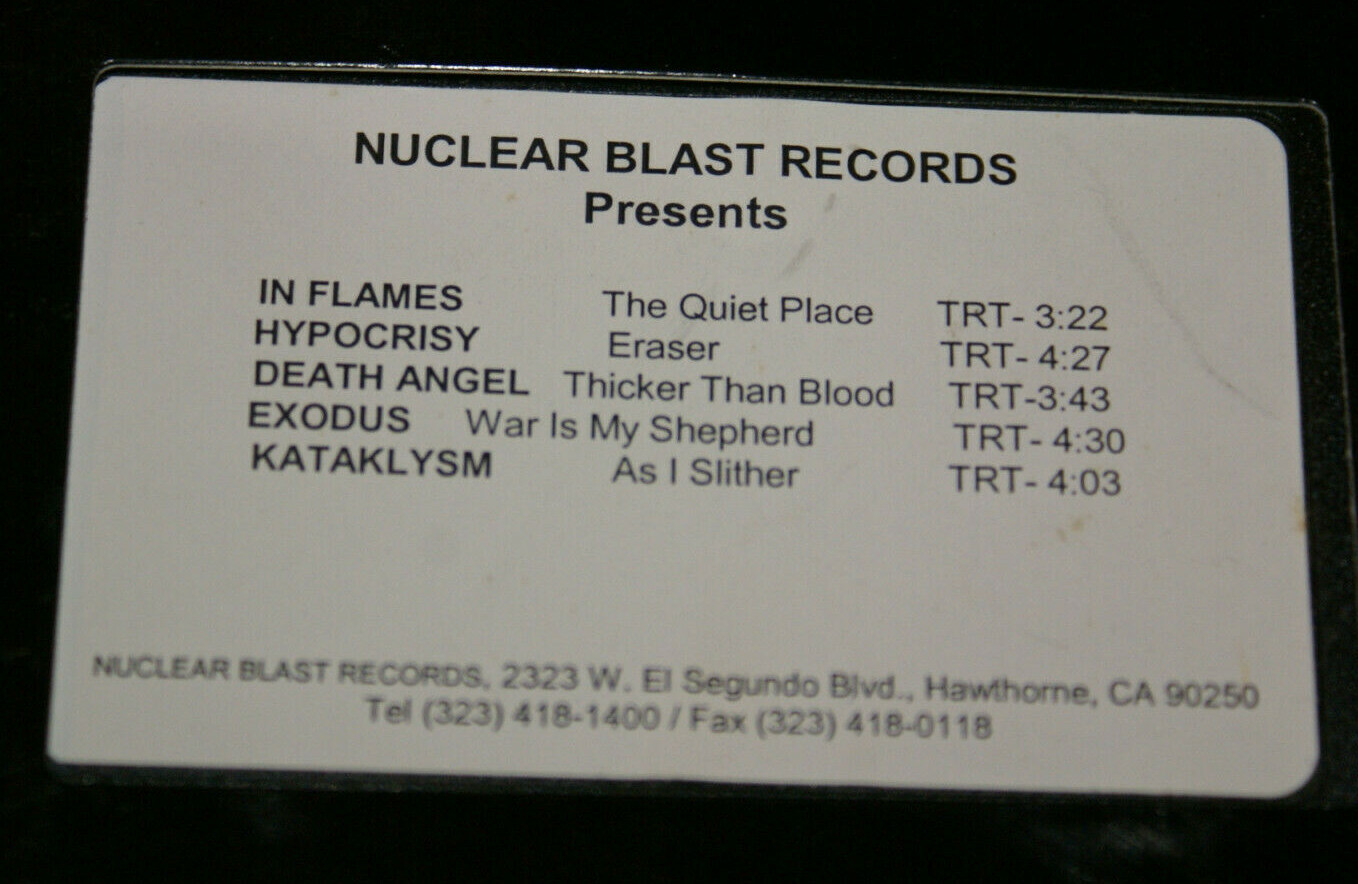 NUCLEAR BLAST RECORDS
Presents
IN FLAMES The Quiet Place TRT- 3:22
HYPOCRISY Eraser TRT- 4:27
DEATH ANGEL Thicker Than Blood TRT-3:43
EXODUS War Is My Shepherd TRT- 4:30
KATAKLYSM As I Slither TRT- 4:03
NUCLEAR BLAST RECORDS, 2323 W. El Segundo Blvd., Hawthorne, CA 90250
Tel (323) 418-1400 / Fax (323) 418-0118